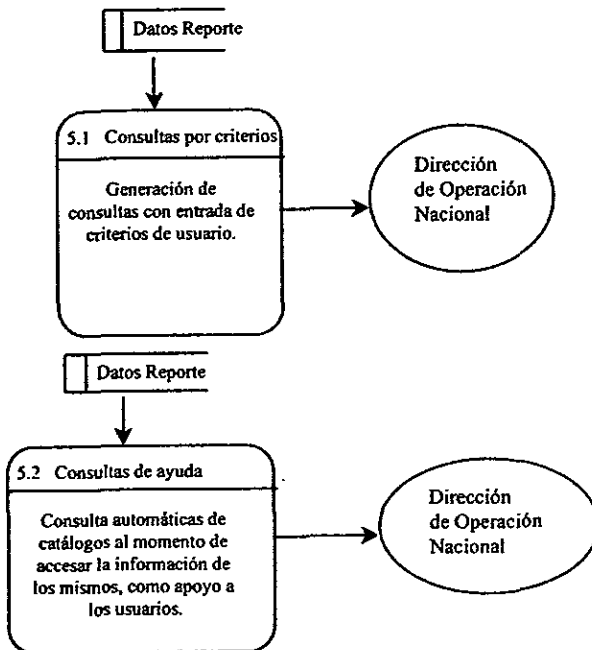 Datos Reporte
5.1 Consultas por criterios
Generación de
consultas con entrada de
criterios de usuario.
Dirección
de Operación
Nacional
Datos Reporte
5.2 Consultas de ayuda
Consulta automáticas de
catálogos al momento de
accesar la información de
los mismos, como apoyo a
los usuarios.
Dirección
de Operación
Nacional